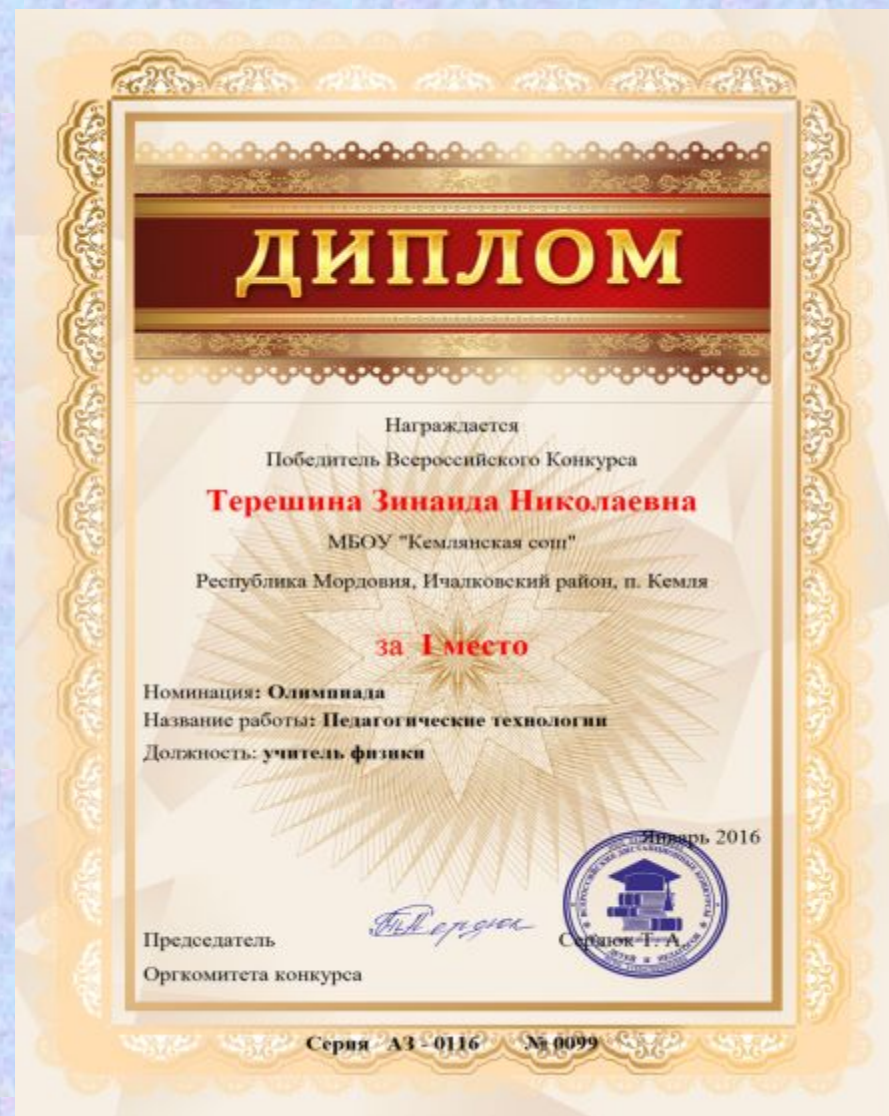 ДИПЛОМ
Награждается
Победитель Всероссийского Конкурса
Терешина Зинаида Николаевна
МБОУ "Кемлянская сош"
Республика Мордовия, Ичалковский район, п. Кемля
за I место
Номинация: Олимпиада
Название работы: Педагогические технологии
Должность: учитель физики
Январь 2016
Председатель Сердюк Т. А.
Оргкомитета конкурса
Серия АЗ - 0116 № 0099